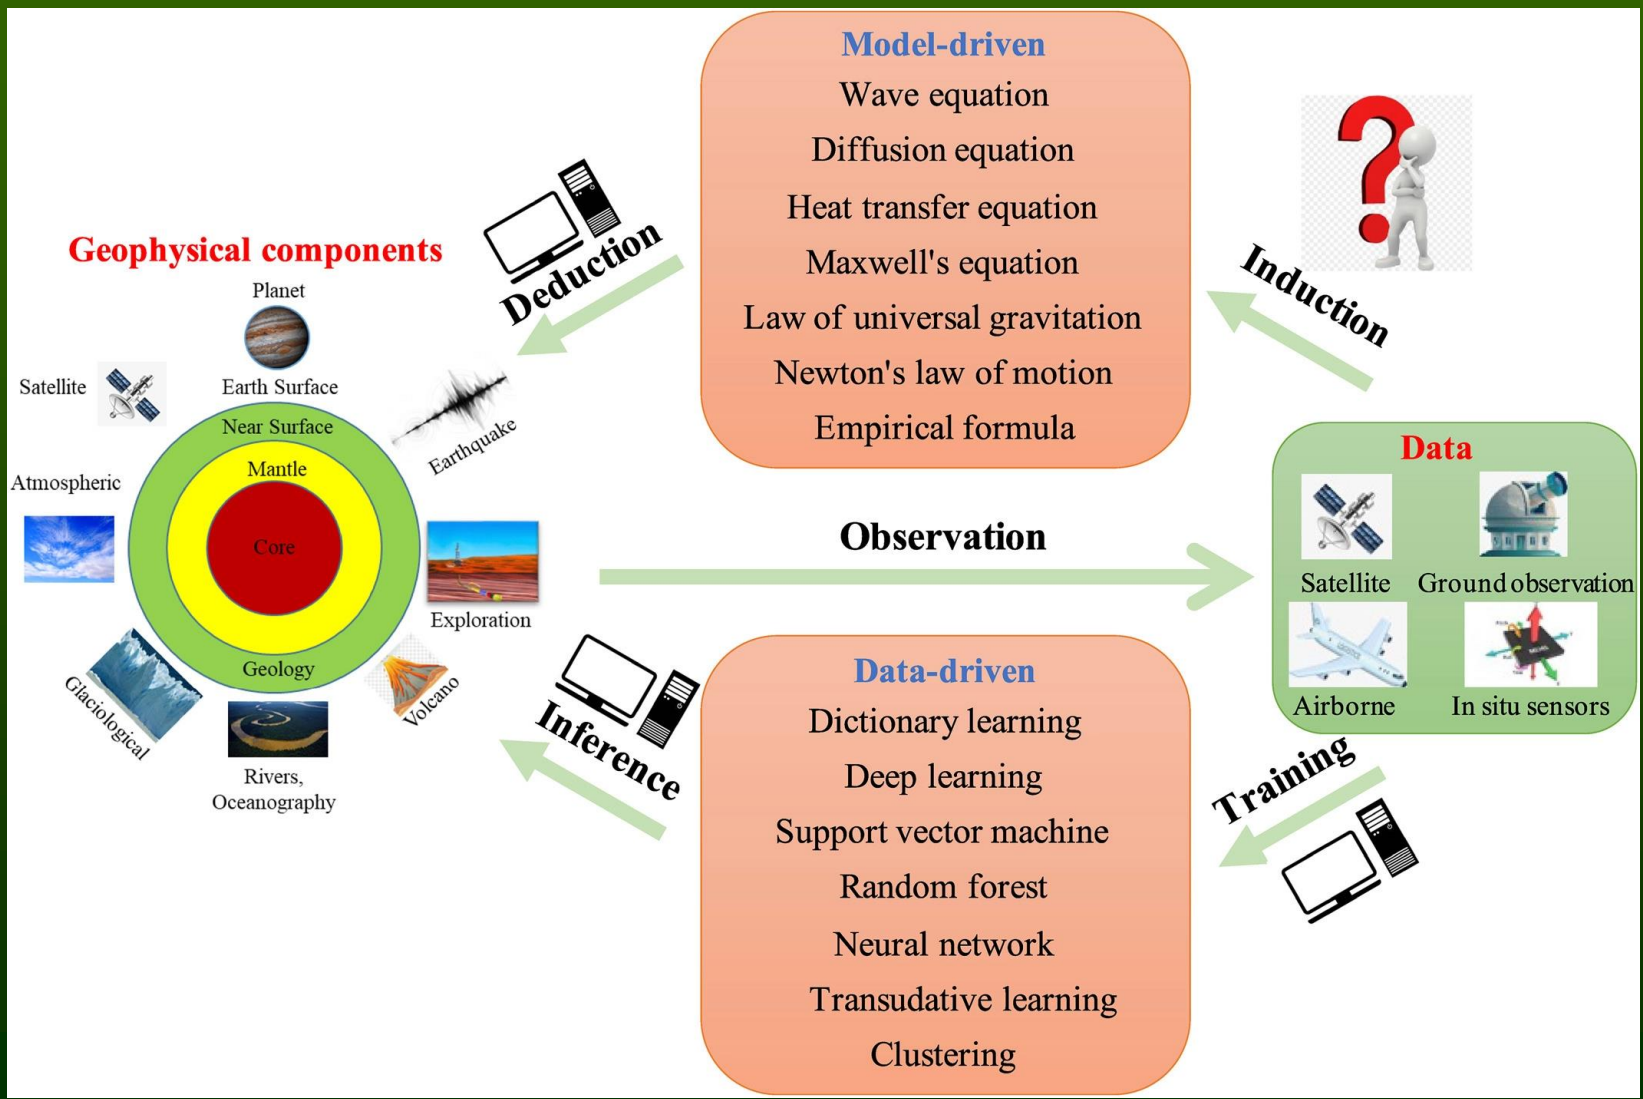 Model-driven
Wave equation
Diffusion equation
Heat transfer equation
Maxwell's equation
Law of universal gravitation
Newton's law of motion
Empirical formula
Deduction
Induction
Geophysical components
Planet
Satellite
Earth Surface
Near Surface
Earthquake
Mantle
Atmospheric
Core
Exploration
Geology
Glaciological
Volcano
Rivers,
Oceanography
Observation
Data
Satellite
Ground observation
Airborne
In situ sensors
Inference
Training
Data-driven
Dictionary learning
Deep learning
Support vector machine
Random forest
Neural network
Transudative learning
Clustering